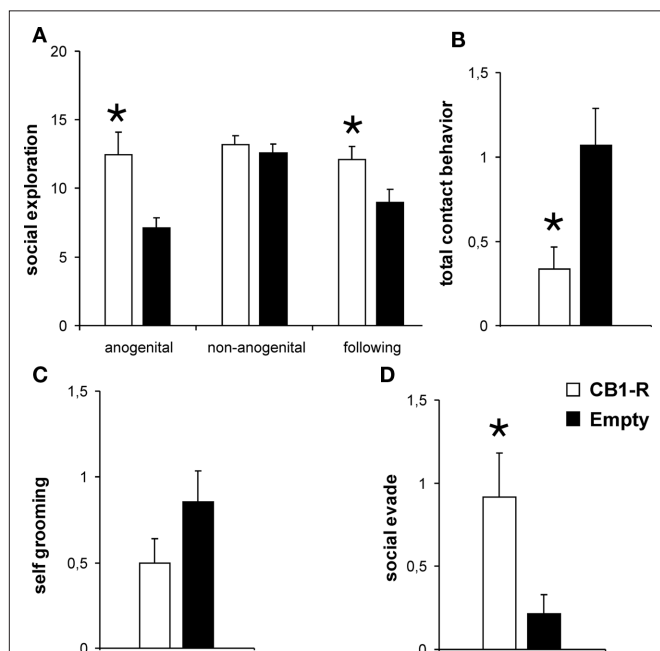 A
social exploration
20
15
10
5
0
*
*
anogenital
non-anogenital
following
B
total contact behavior
1,5
1
0,5
0
*
C
self grooming
1,5
1
0,5
0
D
social evade
1,5
1
0,5
0
*
CB1-R
Empty